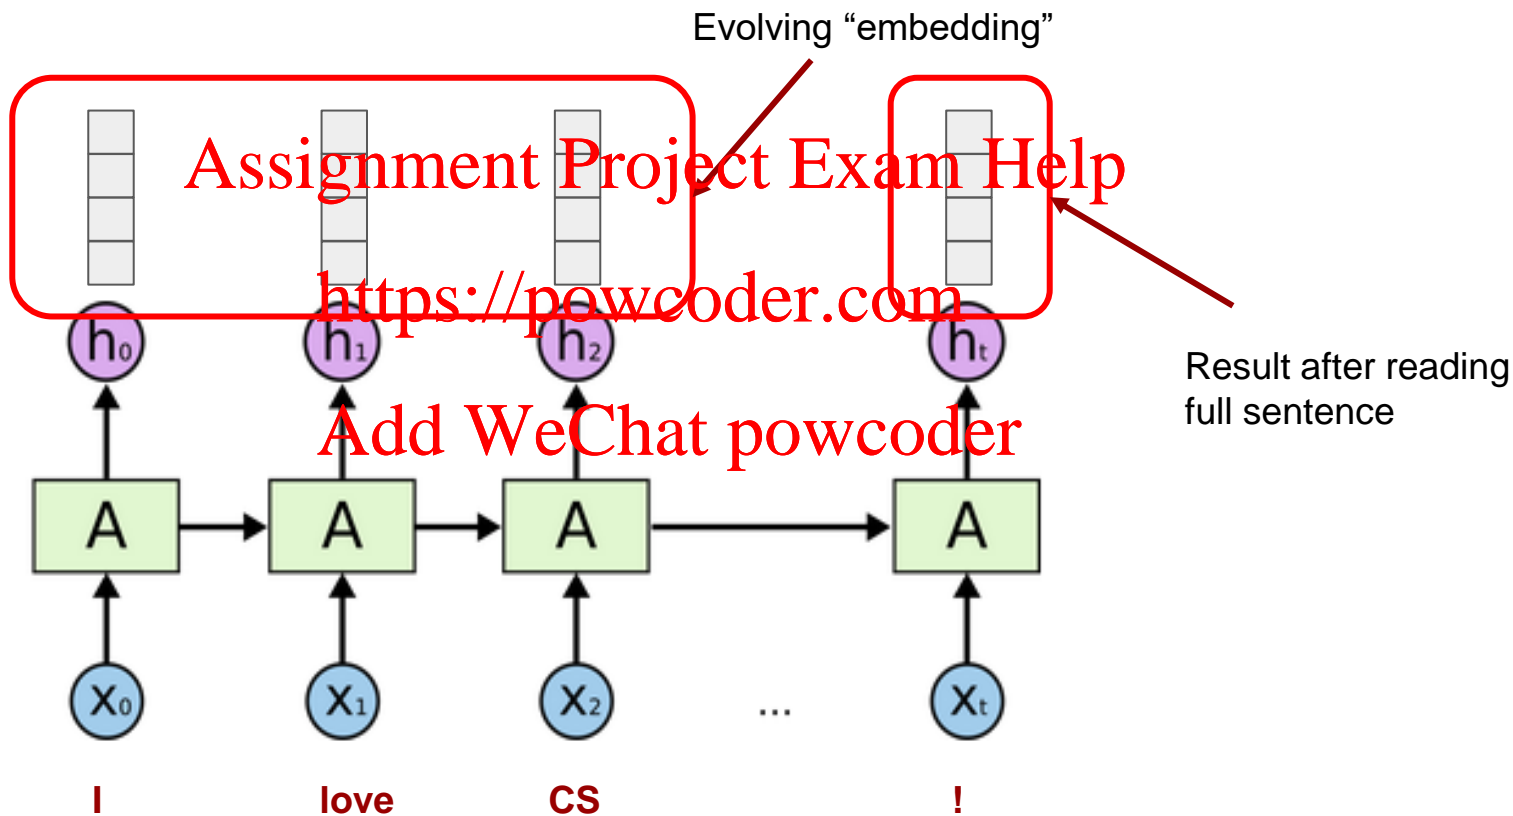 Evolving “embedding”
Assignment Project Exam Help
https://powcoder.com
h₀ h₁ h₂ hₜ
Result after reading
full sentence
Add WeChat powcoder
A A A A
x₀ x₁ x₂ ... xₜ
I love CS !